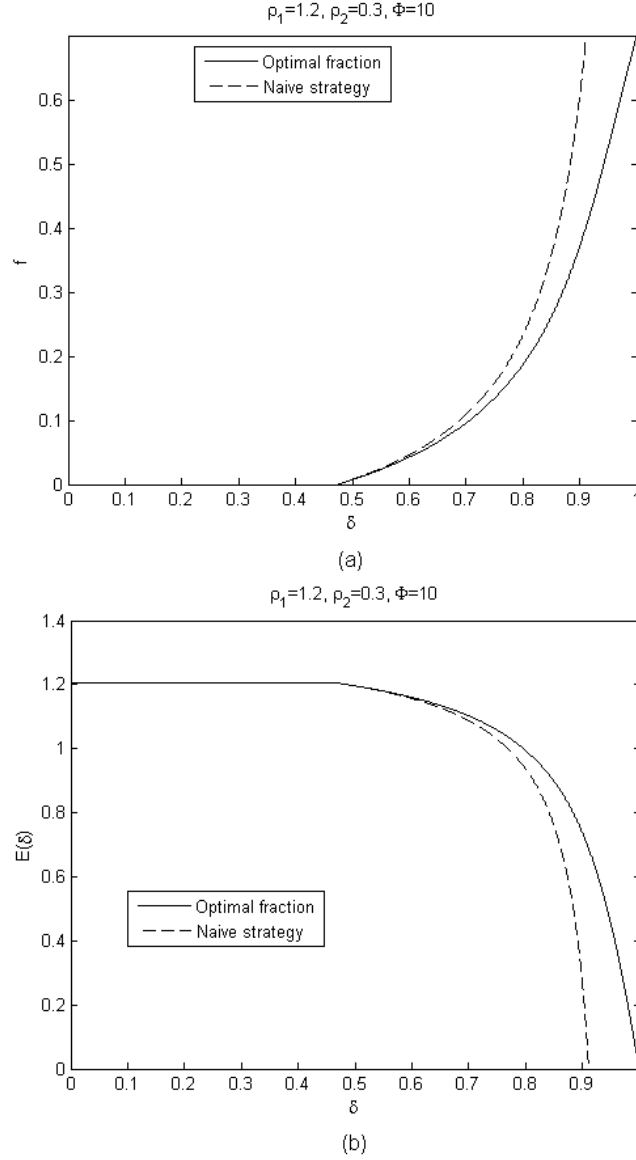 ρ1=1.2, ρ2=0.3, Φ=10
Optimal fraction
Naive strategy
0.6
0.5
0.4
0.3
0.2
0.1
0
f
0 0.1 0.2 0.3 0.4 0.5 0.6 0.7 0.8 0.9 1
δ
(a)
ρ1=1.2, ρ2=0.3, Φ=10
1.4
1.2
1
0.8
0.6
0.4
0.2
0
E(δ)
Optimal fraction
Naive strategy
0 0.1 0.2 0.3 0.4 0.5 0.6 0.7 0.8 0.9
δ
(b)